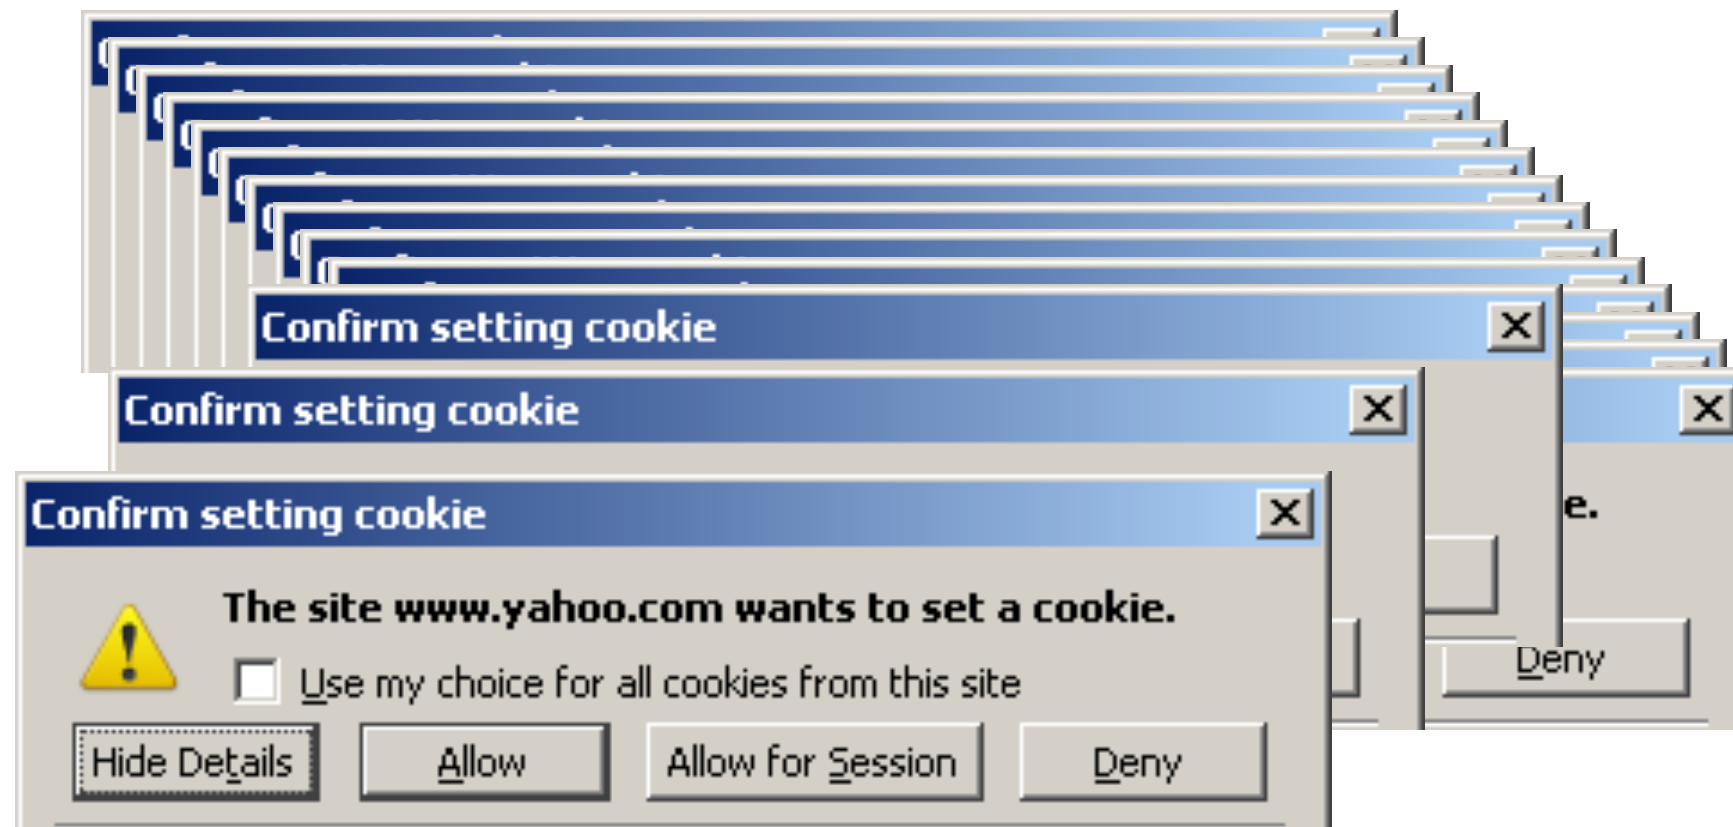 Confirm setting cookie
Confirm setting cookie
e.
Confirm setting cookie
The site www.yahoo.com wants to set a cookie.
Use my choice for all cookies from this site
Deny
Hide Details Allow Allow for Session Deny